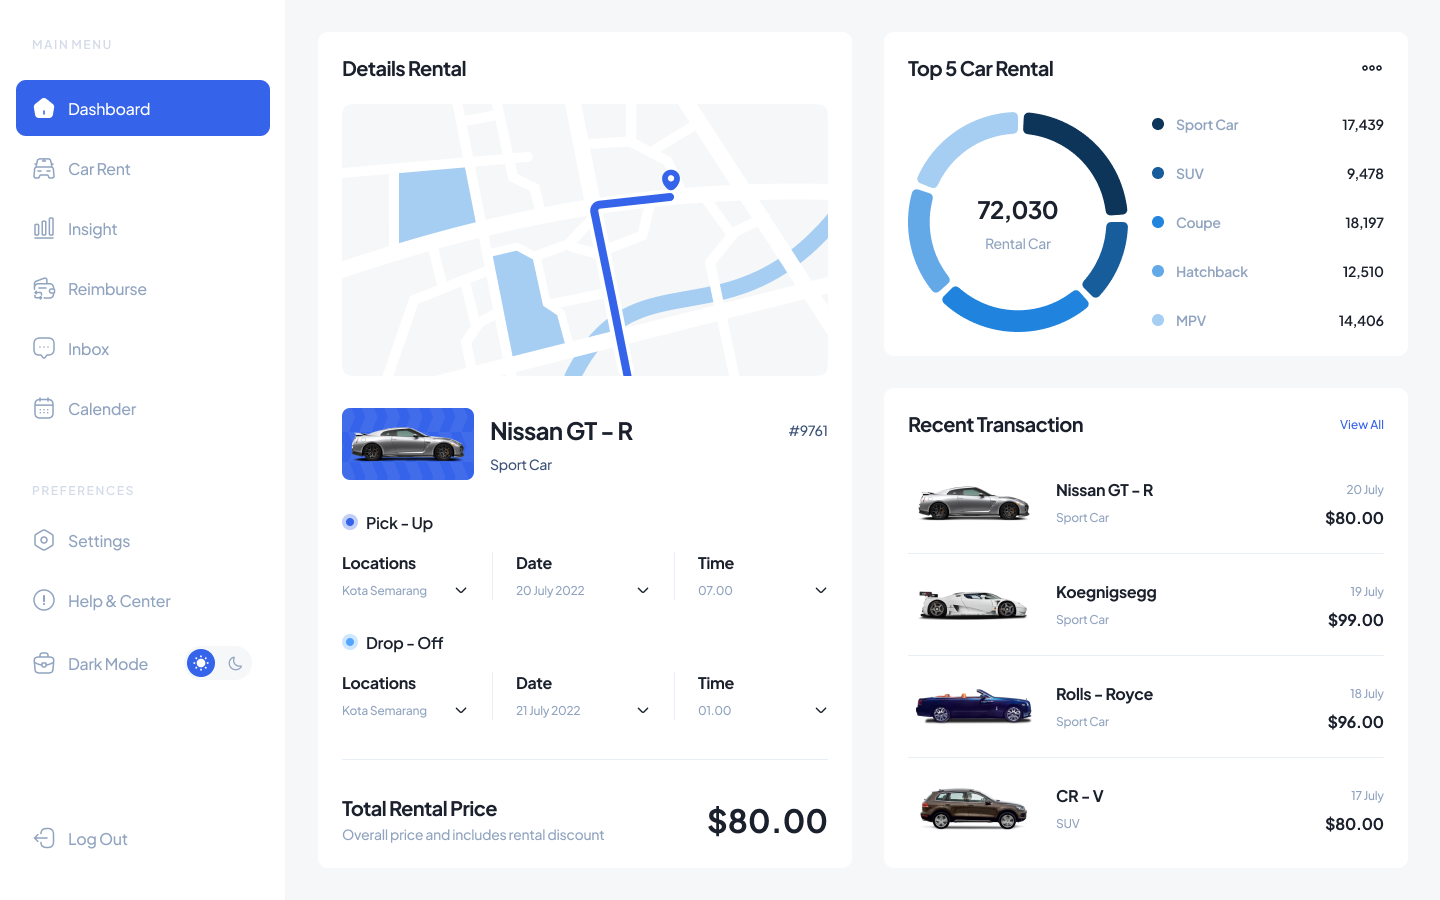 MAIN MENU
Dashboard
Car Rent
Insight
Reimburse
Inbox
Calender
PREFERENCES
Settings
Help & Center
Dark Mode
Log Out
Details Rental
Nissan GT - R
#9761
Sport Car
Pick - Up
Locations
Date
Time
Kota Semarang
20 July 2022
07.00
Drop - Off
Locations
Date
Time
Kota Semarang
21 July 2022
01.00
Total Rental Price
Overall price and includes rental discount
$80.00
Top 5 Car Rental
72,030
Rental Car
Sport Car 17,439
SUV 9,478
Coupe 18,197
Hatchback 12,510
MPV 14,406
Recent Transaction
View All
Nissan GT - R
20 July
Sport Car
$80.00
Koegnigsegg
19 July
Sport Car
$99.00
Rolls - Royce
18 July
Sport Car
$96.00
CR - V
17 July
SUV
$80.00